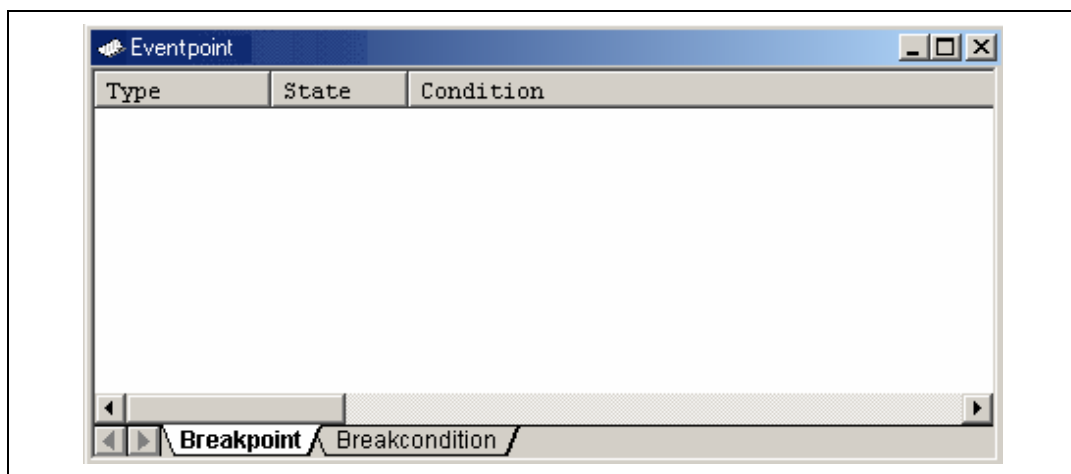 Eventpoint
Type State Condition
Breakpoint Breakcondition